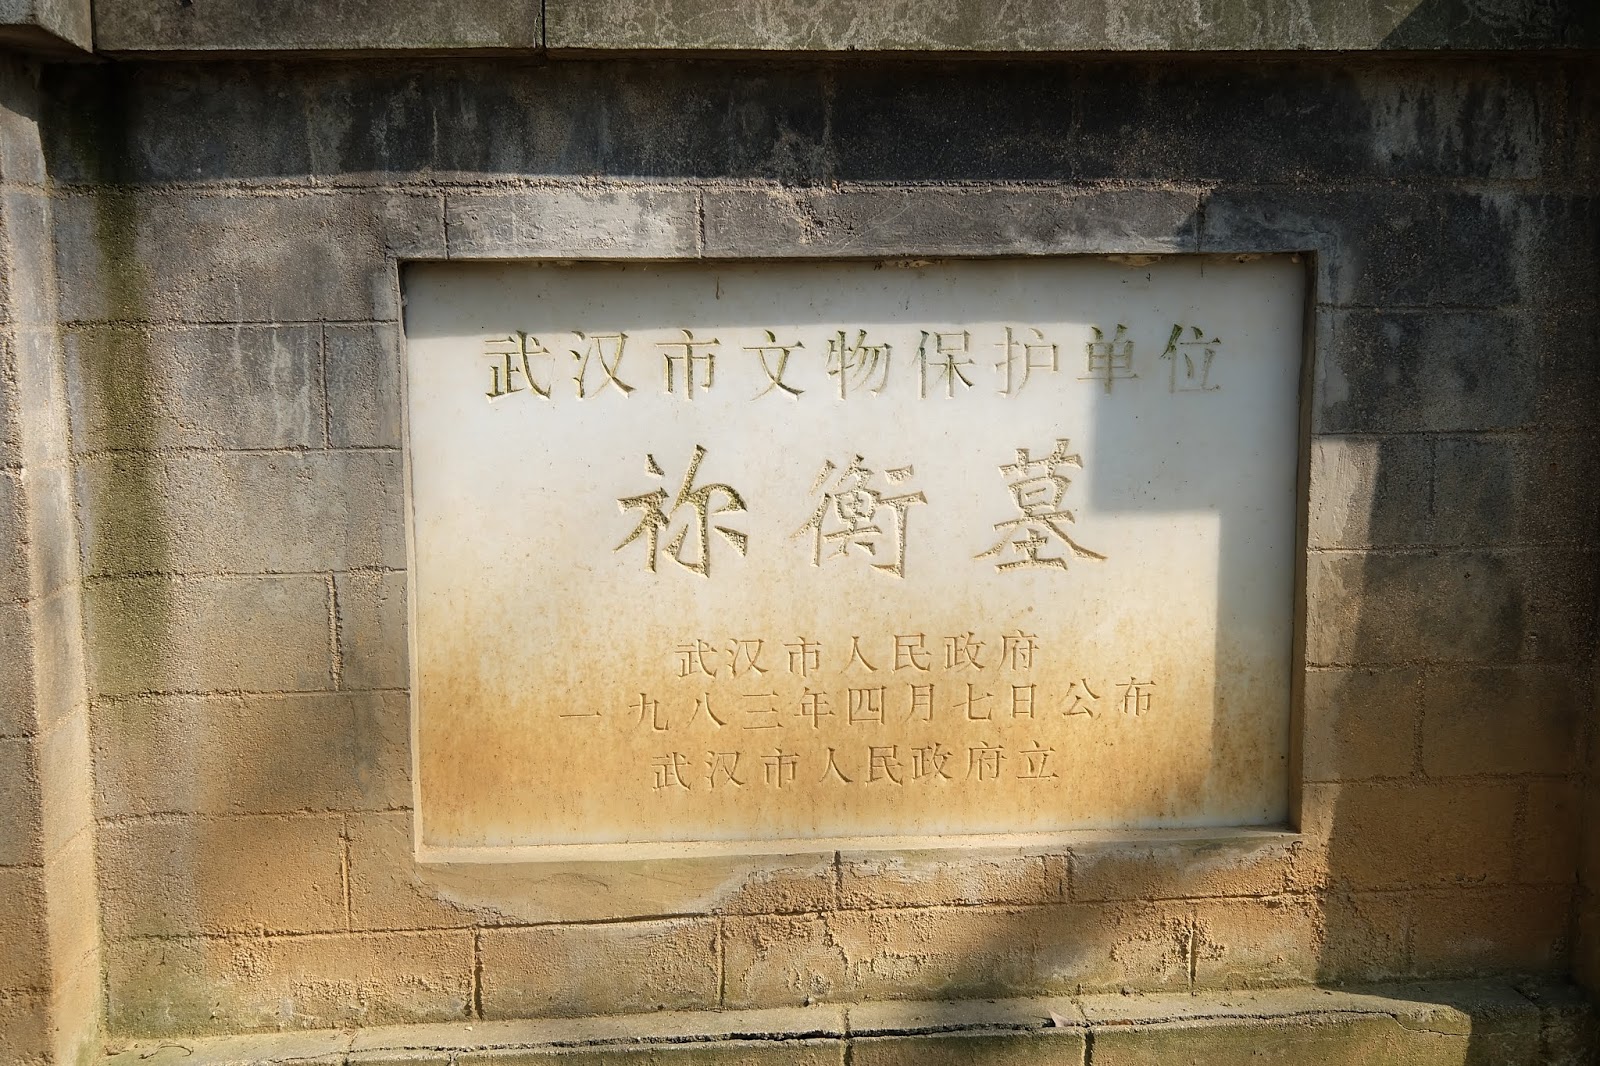 武汉市文物保护单位
祢衡墓
武汉市人民政府
一九八三年四月七日公布
武汉市人民政府立